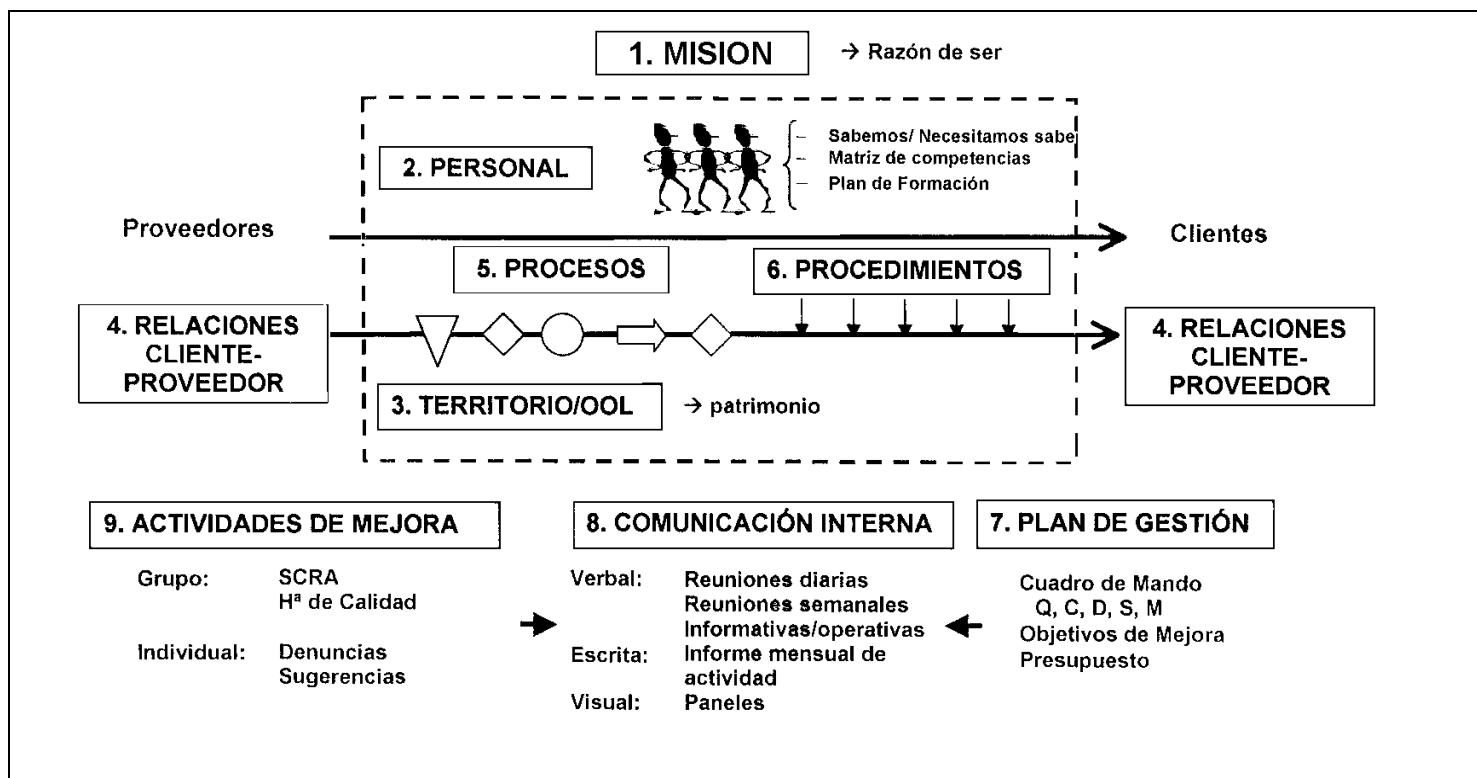 1. MISION → Razón de ser
2. PERSONAL
– Sabemos/ Necesitamos sabe
– Matriz de competencias
– Plan de Formación
Proveedores
Clientes
5. PROCESOS
6. PROCEDIMIENTOS
4. RELACIONES
CLIENTE-
PROVEEDOR
4. RELACIONES
CLIENTE-
PROVEEDOR
3. TERRITORIO/OOL → patrimonio
9. ACTIVIDADES DE MEJORA
Grupo: SCRA
Hª de Calidad
Individual: Denuncias
Sugerencias
8. COMUNICACIÓN INTERNA
Verbal: Reuniones diarias
Reuniones semanales
Informativas/operativas
Escrita: Informe mensual de
actividad
Visual: Paneles
7. PLAN DE GESTIÓN
Cuadro de Mando
Q, C, D, S, M
Objetivos de Mejora
Presupuesto